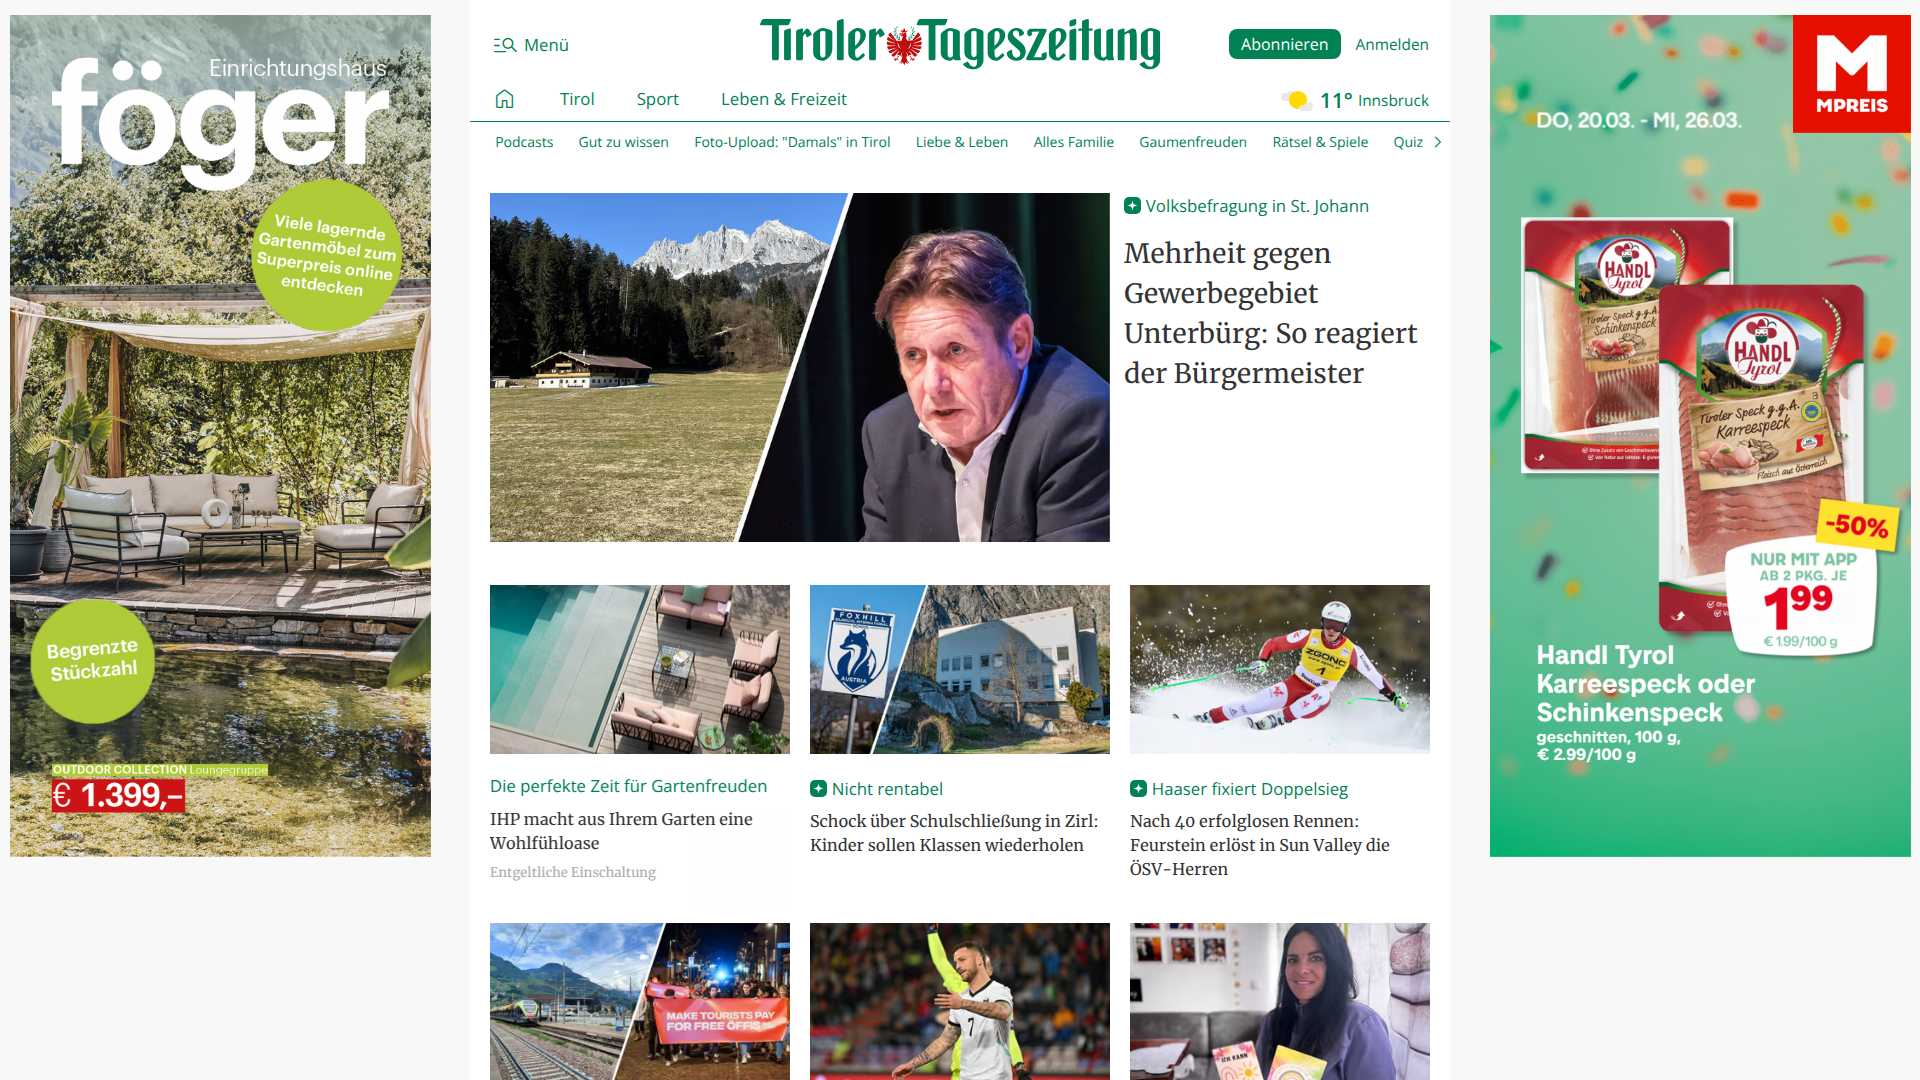 Einrichtungshaus
föger
Viele lagernde
Gartenmöbel zum
Superpreis online
entdecken
Begrenzte
Stückzahl
OUTDOOR COLLECTION Loungegruppe
€ 1.399,–
Menü
Tiroler Tageszeitung
Abonnieren
Anmelden
Tirol
Sport
Leben & Freizeit
11° Innsbruck
Podcasts
Gut zu wissen
Foto-Upload: "Damals" in Tirol
Liebe & Leben
Alles Familie
Gaumenfreuden
Rätsel & Spiele
Quiz
Volksbefragung in St. Johann
Mehrheit gegen
Gewerbegebiet
Unterbürg: So reagiert
der Bürgermeister
Die perfekte Zeit für Gartenfreuden
IHP macht aus Ihrem Garten eine
Wohlfühloase
Entgeltliche Einschaltung
FOXHILL
AUSTRIA
Nicht rentabel
Schock über Schulschließung in Zirl:
Kinder sollen Klassen wiederholen
ZGONC
1
Haaser fixiert Doppelsieg
Nach 40 erfolglosen Rennen:
Feurstein erlöst in Sun Valley die
ÖSV-Herren
MAKE TOURISTS PAY
FOR FREE ÖFFIS
7
ICH KANN
M
MPREIS
DO, 20.03. - MI, 26.03.
HANDL
Tyrol
Tiroler Speck g.g.A.
Schinkenspeck
HANDL
Tyrol
Tiroler Speck g.g.A.
Karreespeck
Fleisch aus Österreich
-50%
NUR MIT APP
AB 2 PKG. JE
199
€ 1.99/100 g
Handl Tyrol
Karreespeck oder
Schinkenspeck
geschnitten, 100 g,
€ 2.99/100 g